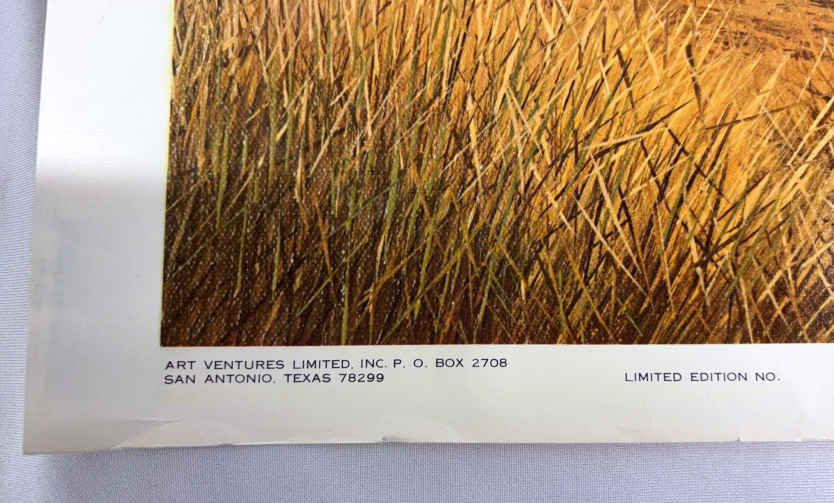 ART VENTURES LIMITED, INC. P. O. BOX 2708
SAN ANTONIO, TEXAS 78299
LIMITED EDITION NO.